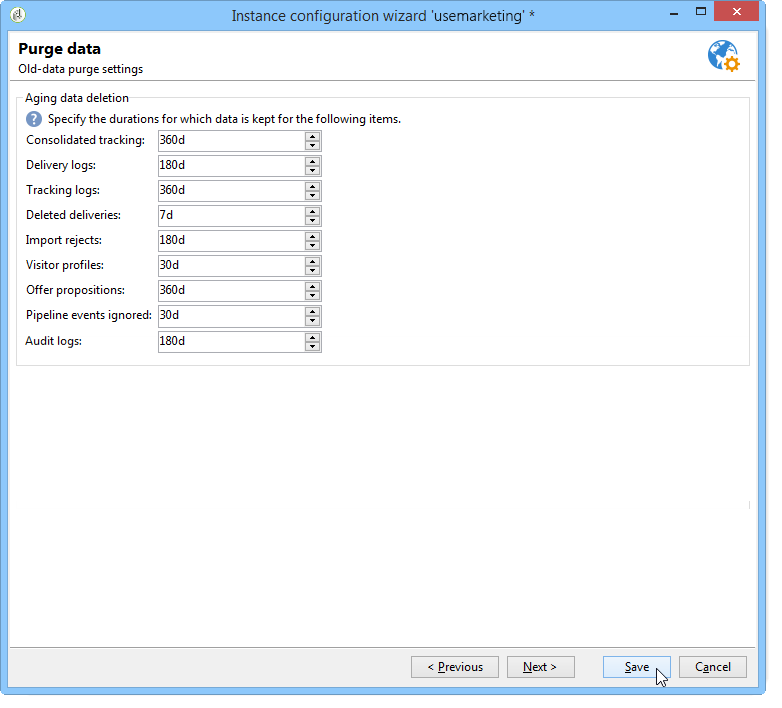 Instance configuration wizard 'usemarketing' *
Purge data
Old-data purge settings
Aging data deletion
? Specify the durations for which data is kept for the following items.
Consolidated tracking: 360d
Delivery logs: 180d
Tracking logs: 360d
Deleted deliveries: 7d
Import rejects: 180d
Visitor profiles: 30d
Offer propositions: 360d
Pipeline events ignored: 30d
Audit logs: 180d
< Previous Next > Save Cancel